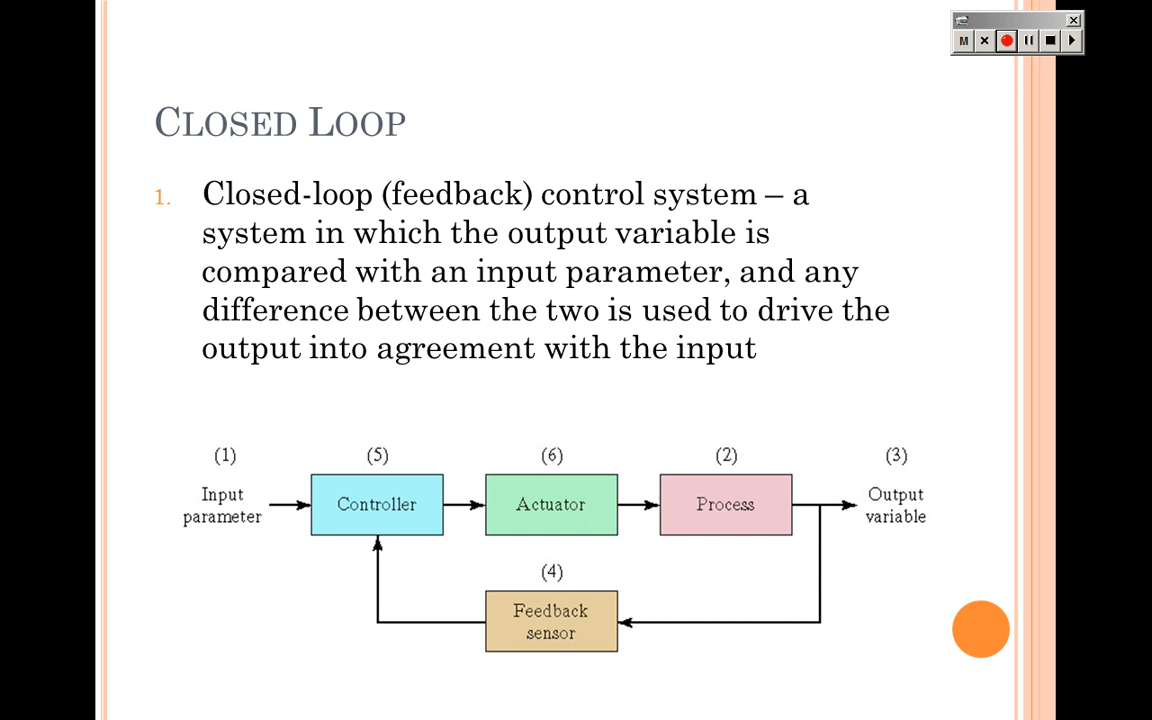 M
CLOSED LOOP
1. Closed-loop (feedback) control system – a
system in which the output variable is
compared with an input parameter, and any
difference between the two is used to drive the
output into agreement with the input
(1) (5) (6) (2) (3)
Input
parameter
Controller
Actuator
Process
Output
variable
(4)
Feedback
sensor